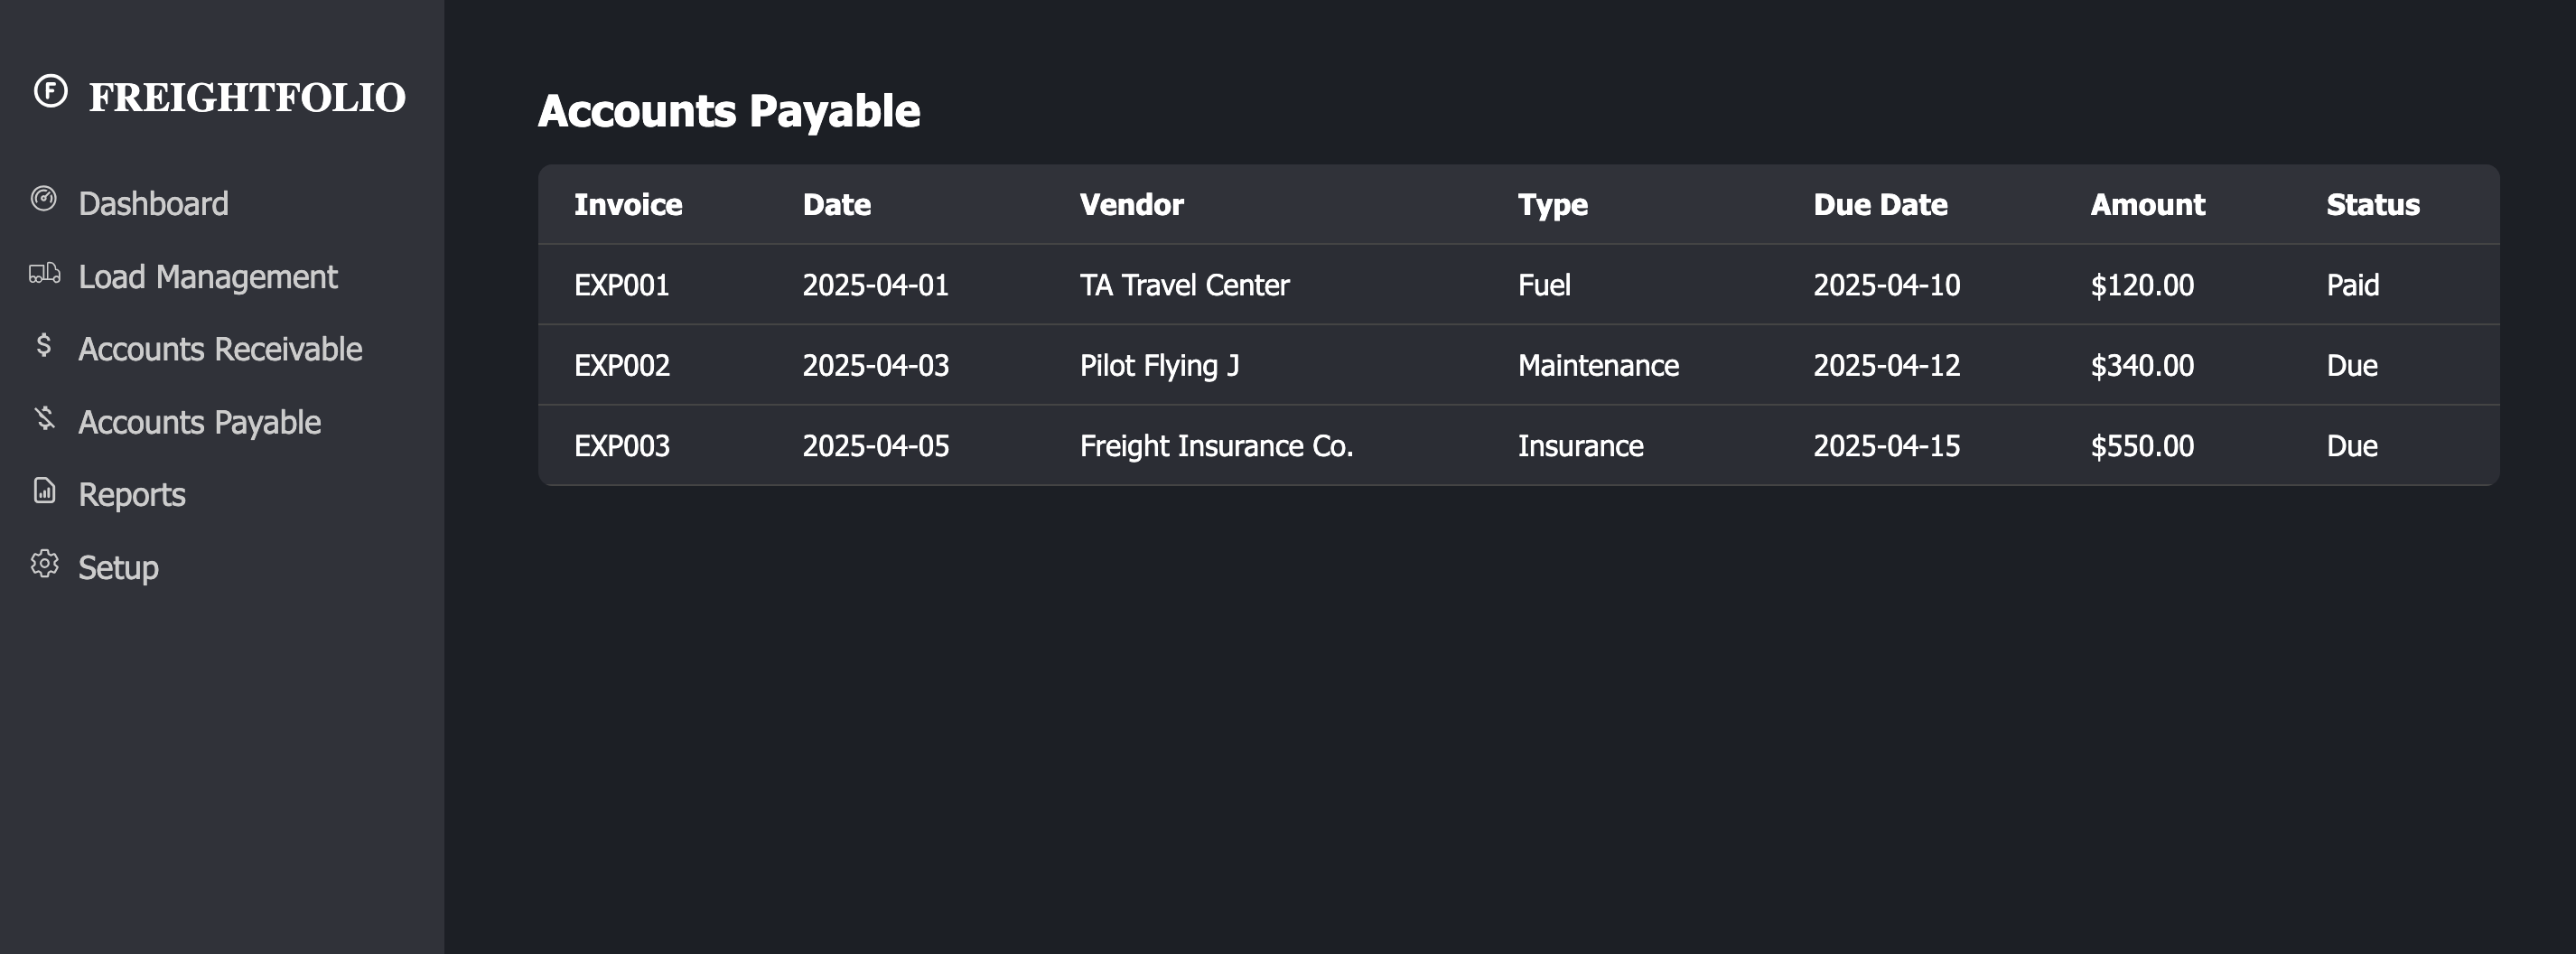 F FREIGHTFOLIO
Dashboard
Load Management
$ Accounts Receivable
Accounts Payable
Reports
Setup
Accounts Payable
Invoice Date Vendor Type Due Date Amount Status
EXP001 2025-04-01 TA Travel Center Fuel 2025-04-10 $120.00 Paid
EXP002 2025-04-03 Pilot Flying J Maintenance 2025-04-12 $340.00 Due
EXP003 2025-04-05 Freight Insurance Co. Insurance 2025-04-15 $550.00 Due